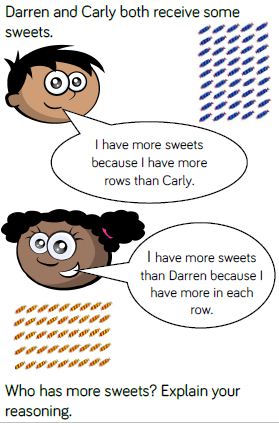 Darren and Carly both receive some
sweets.
I have more sweets
because I have more
rows than Carly.
I have more sweets
than Darren because I
have more in each
row.
Who has more sweets? Explain your
reasoning.